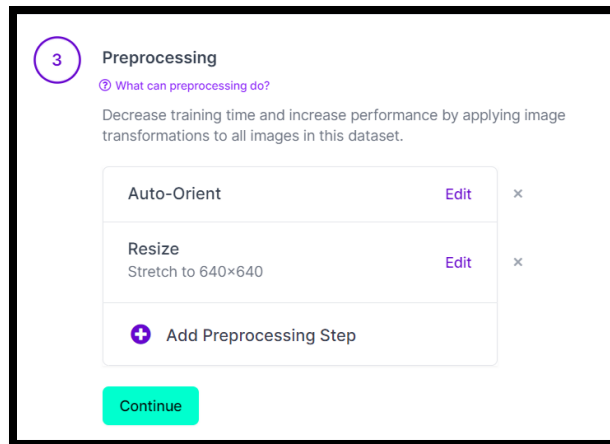 3
Preprocessing
What can preprocessing do?
Decrease training time and increase performance by applying image
transformations to all images in this dataset.
Auto-Orient Edit ×
Resize
Stretch to 640×640
Edit ×
Add Preprocessing Step
Continue